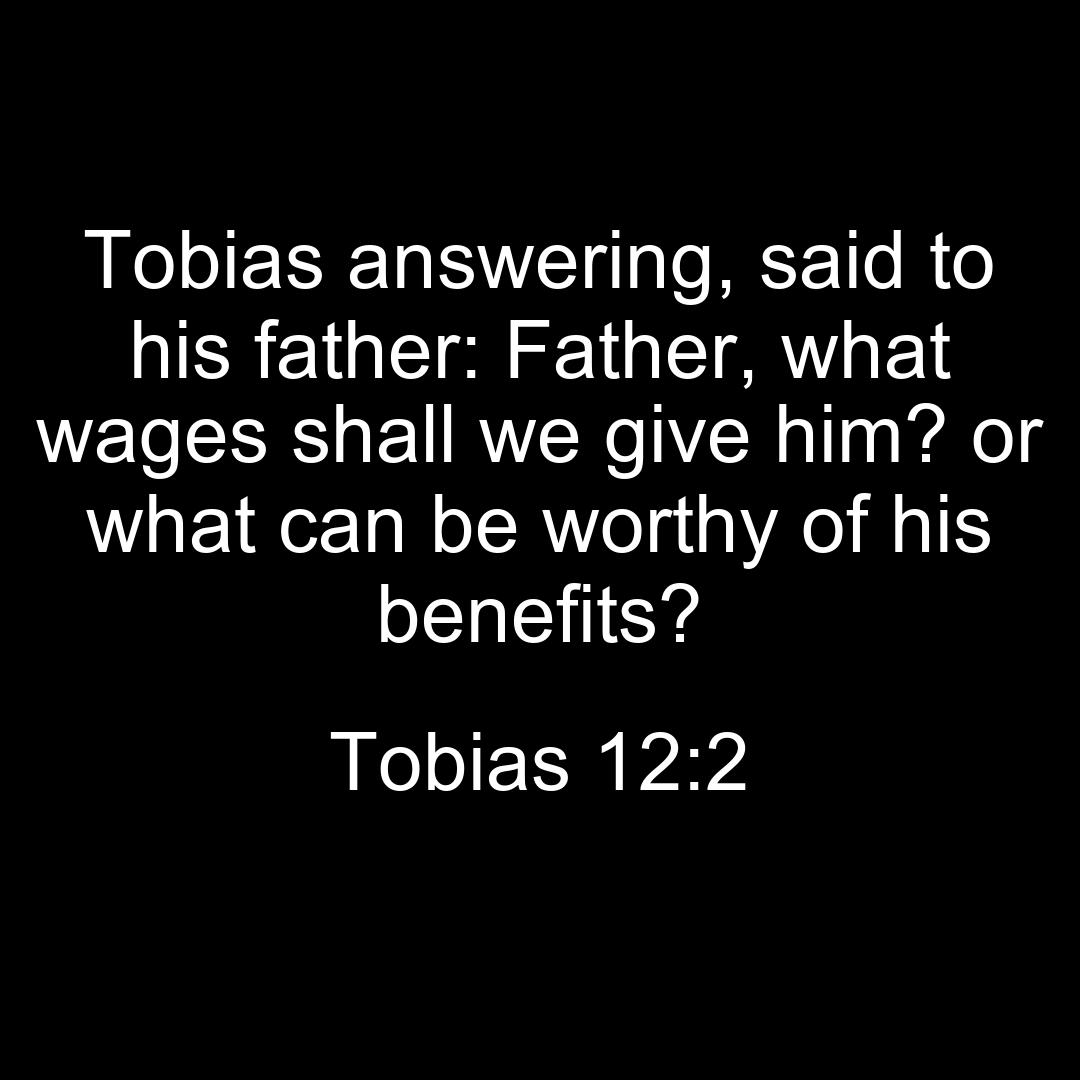 Tobias answering, said to
his father: Father, what
wages shall we give him? or
what can be worthy of his
benefits?
Tobias 12:2